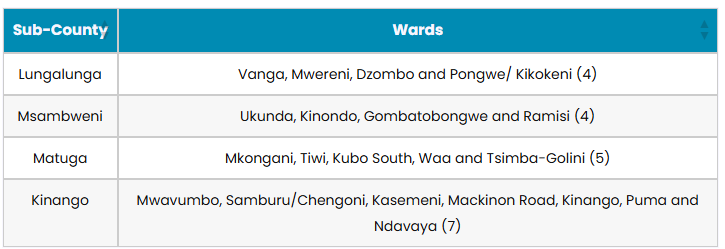 Sub-County Wards
Lungalunga Vanga, Mwereni, Dzombo and Pongwe/ Kikokeni (4)
Msambweni Ukunda, Kinondo, Gombatobongwe and Ramisi (4)
Matuga Mkongani, Tiwi, Kubo South, Waa and Tsimba-Golini (5)
Kinango Mwavumbo, Samburu/Chengoni, Kasemeni, Mackinon Road, Kinango, Puma and
Ndavaya (7)